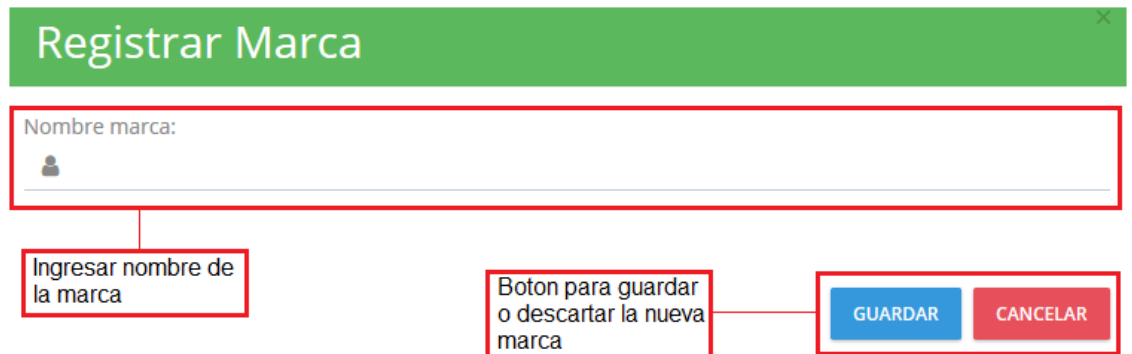 Registrar Marca
×
Nombre marca:
Ingresar nombre de
la marca
Boton para guardar
o descartar la nueva
marca
GUARDAR
CANCELAR